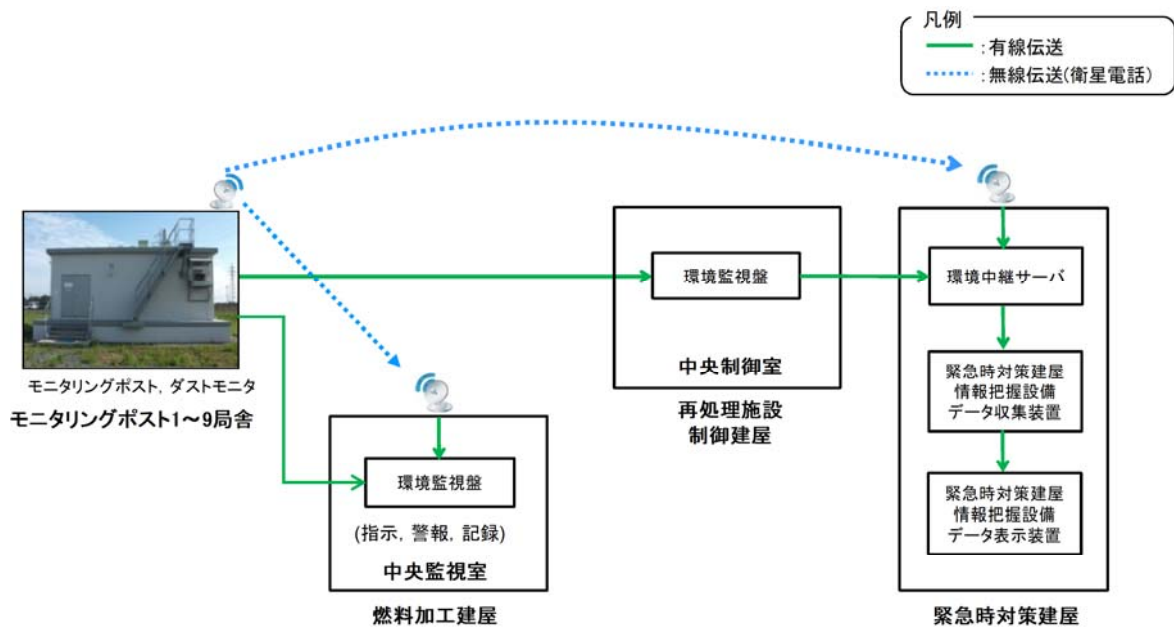 凡例
:有線伝送
:無線伝送(衛星電話)
モニタリングポスト, ダストモニタ
モニタリングポスト1～9局舎
環境監視盤
(指示, 警報, 記録)
中央監視室
燃料加工建屋
環境監視盤
中央制御室
再処理施設
制御建屋
環境中継サーバ
緊急時対策建屋
情報把握設備
データ収集装置
緊急時対策建屋
情報把握設備
データ表示装置
緊急時対策建屋